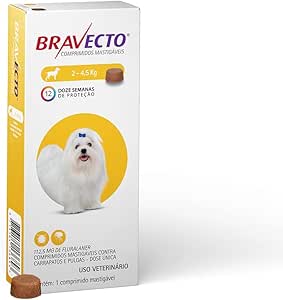 BRAVECTO
COMPRIMIDOS MASTIGÁVEIS
2 - 4,5 Kg
12
DOZE SEMANAS
DE PROTEÇÃO
112,5 MG DE FLURALANER
COMPRIMIDOS MASTIGÁVEIS CONTRA
CARRAPATOS E PULGAS - DOSE ÚNICA
USO VETERINÁRIO
Contém: 1 comprimido mastigável